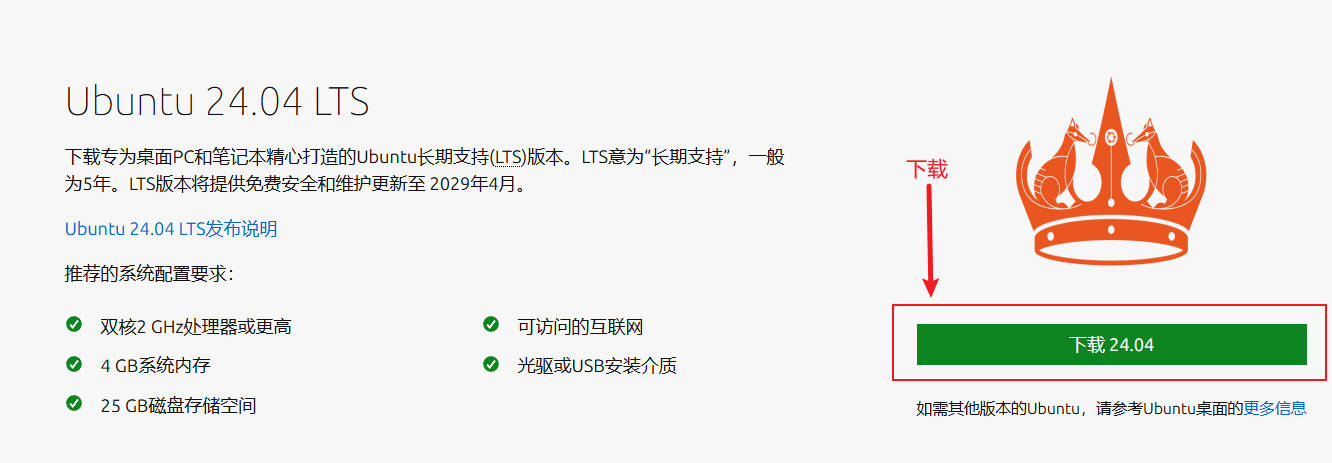 Ubuntu 24.04 LTS
下载专为桌面PC和笔记本精心打造的Ubuntu长期支持(LTS)版本。LTS意为“长期支持”，一般
为5年。LTS版本将提供免费安全和维护更新至 2029年4月。
Ubuntu 24.04 LTS发布说明
推荐的系统配置要求：
双核2 GHz处理器或更高
可访问的互联网
4 GB系统内存
光驱或USB安装介质
25 GB磁盘存储空间
下载
下载 24.04
如需其他版本的Ubuntu，请参考Ubuntu桌面的更多信息